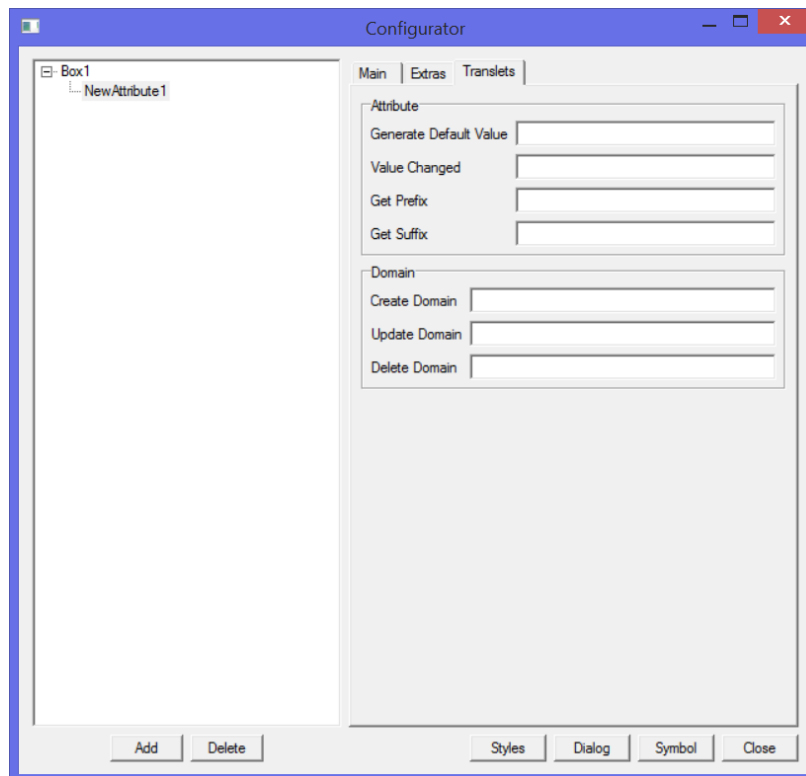 Configurator
Box1
NewAttribute1
Main Extras Translets
Attribute
Generate Default Value
Value Changed
Get Prefix
Get Suffix
Domain
Create Domain
Update Domain
Delete Domain
Add Delete Styles Dialog Symbol Close